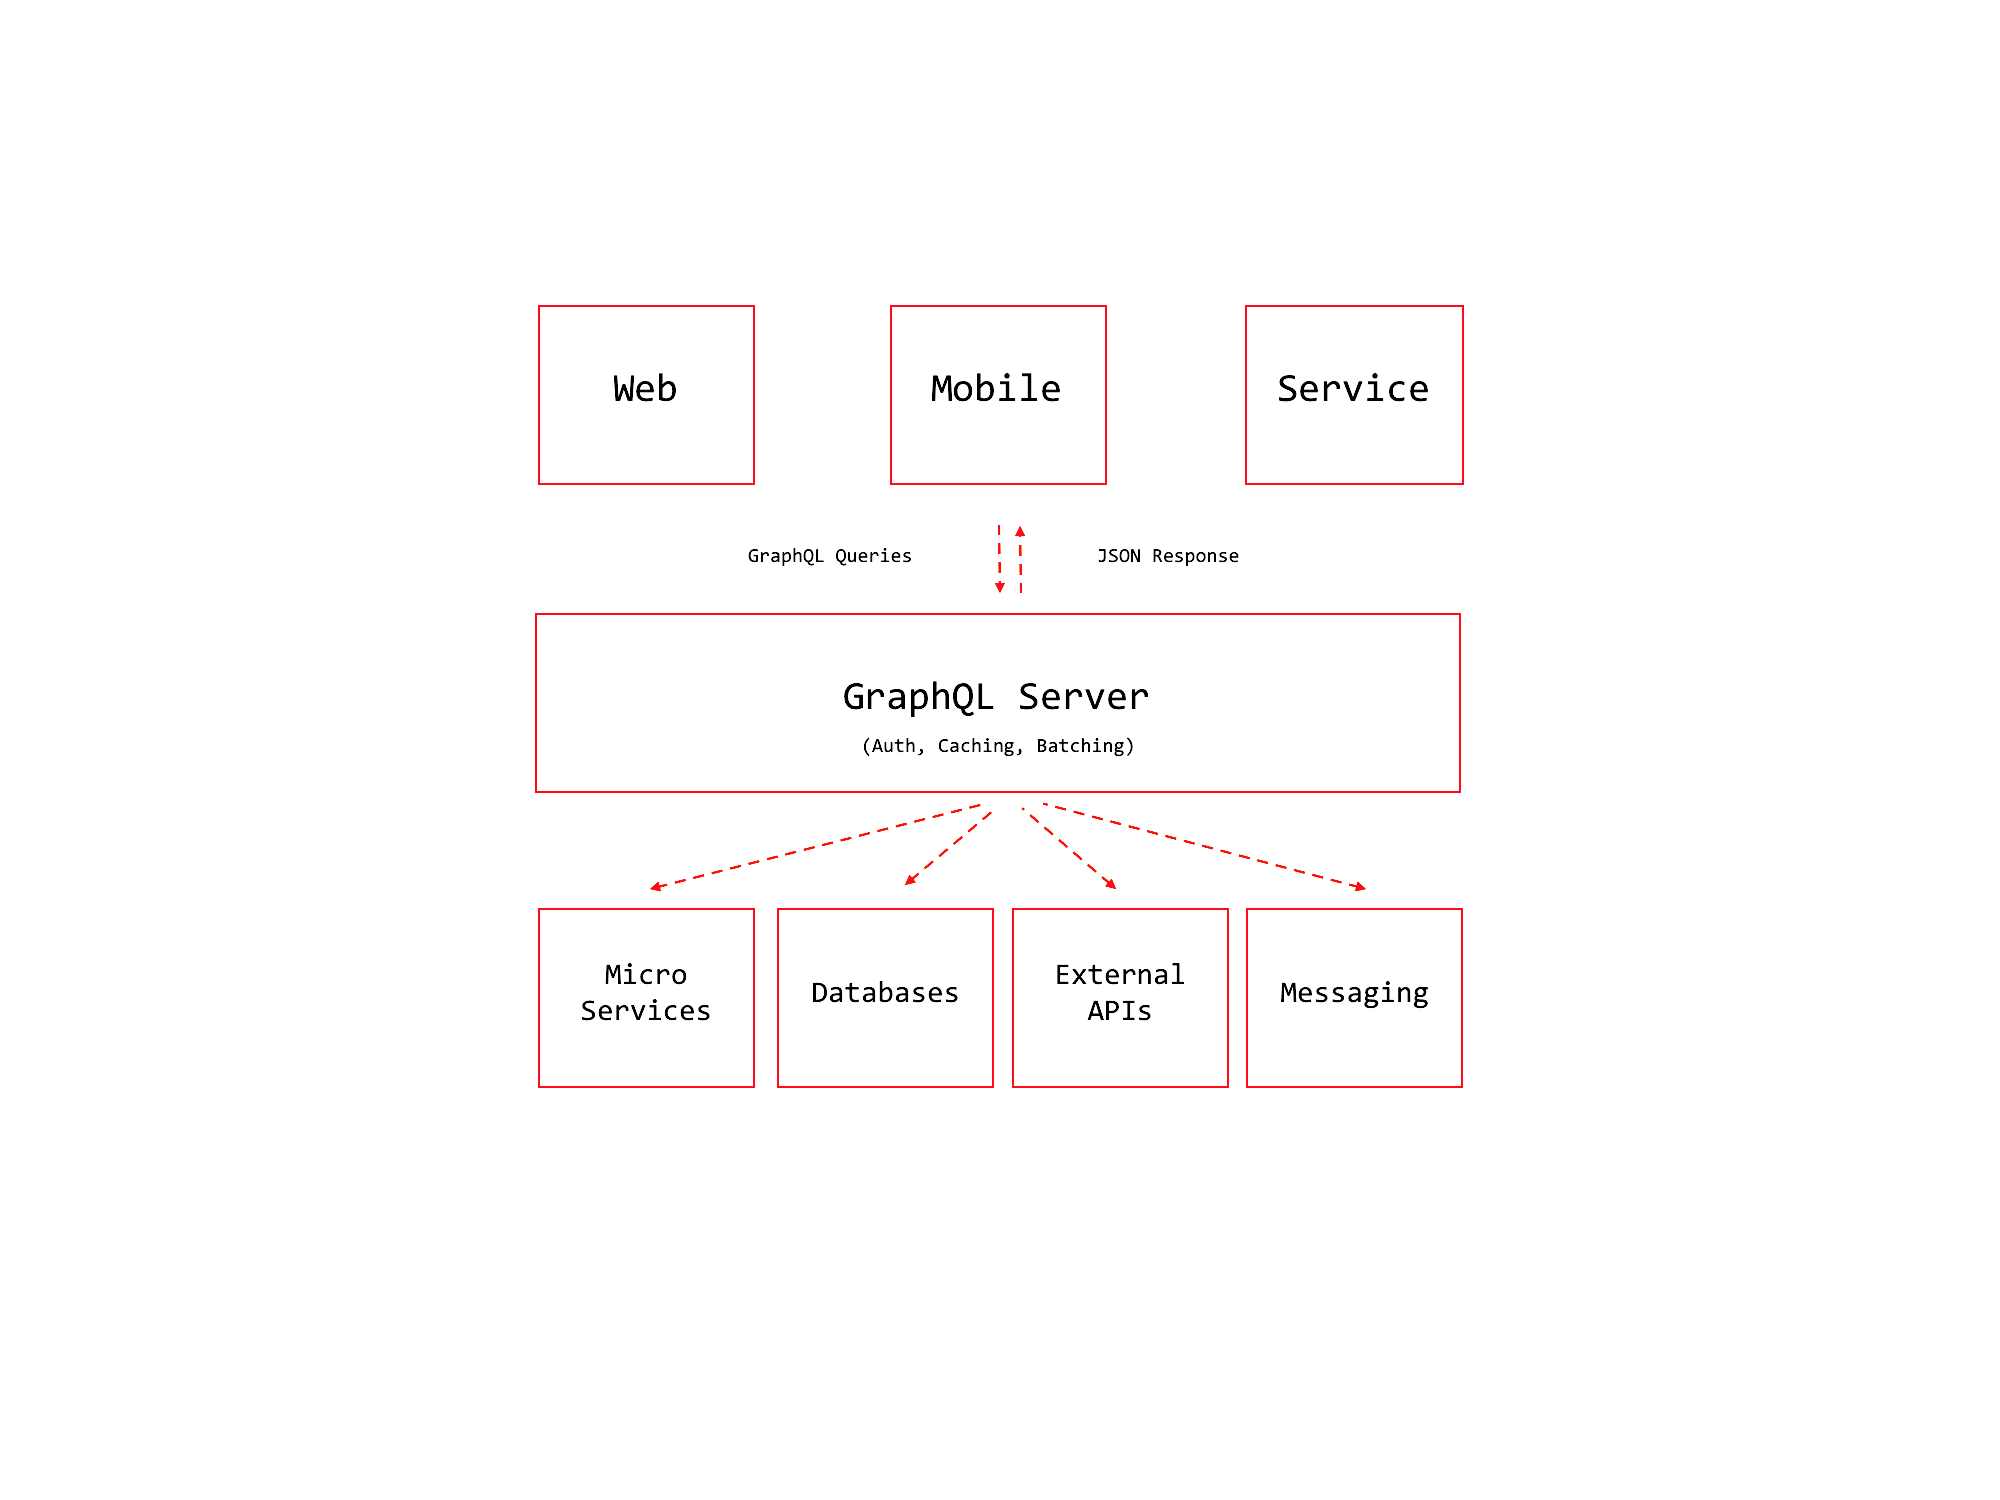 Web
Mobile
Service
GraphQL Queries
JSON Response
GraphQL Server
(Auth, Caching, Batching)
Micro
Services
Databases
External
APIs
Messaging